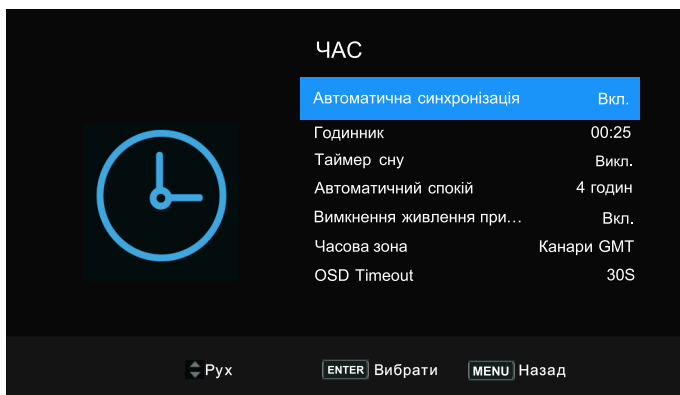 ЧАС
Автоматична синхронізація Вкл.
Годинник 00:25
Таймер сну Викл.
Автоматичний спокій 4 годин
Вимкнення живлення при... Вкл.
Часова зона Канари GMT
OSD Timeout 30S
Рух ENTER Вибрати MENU Назад